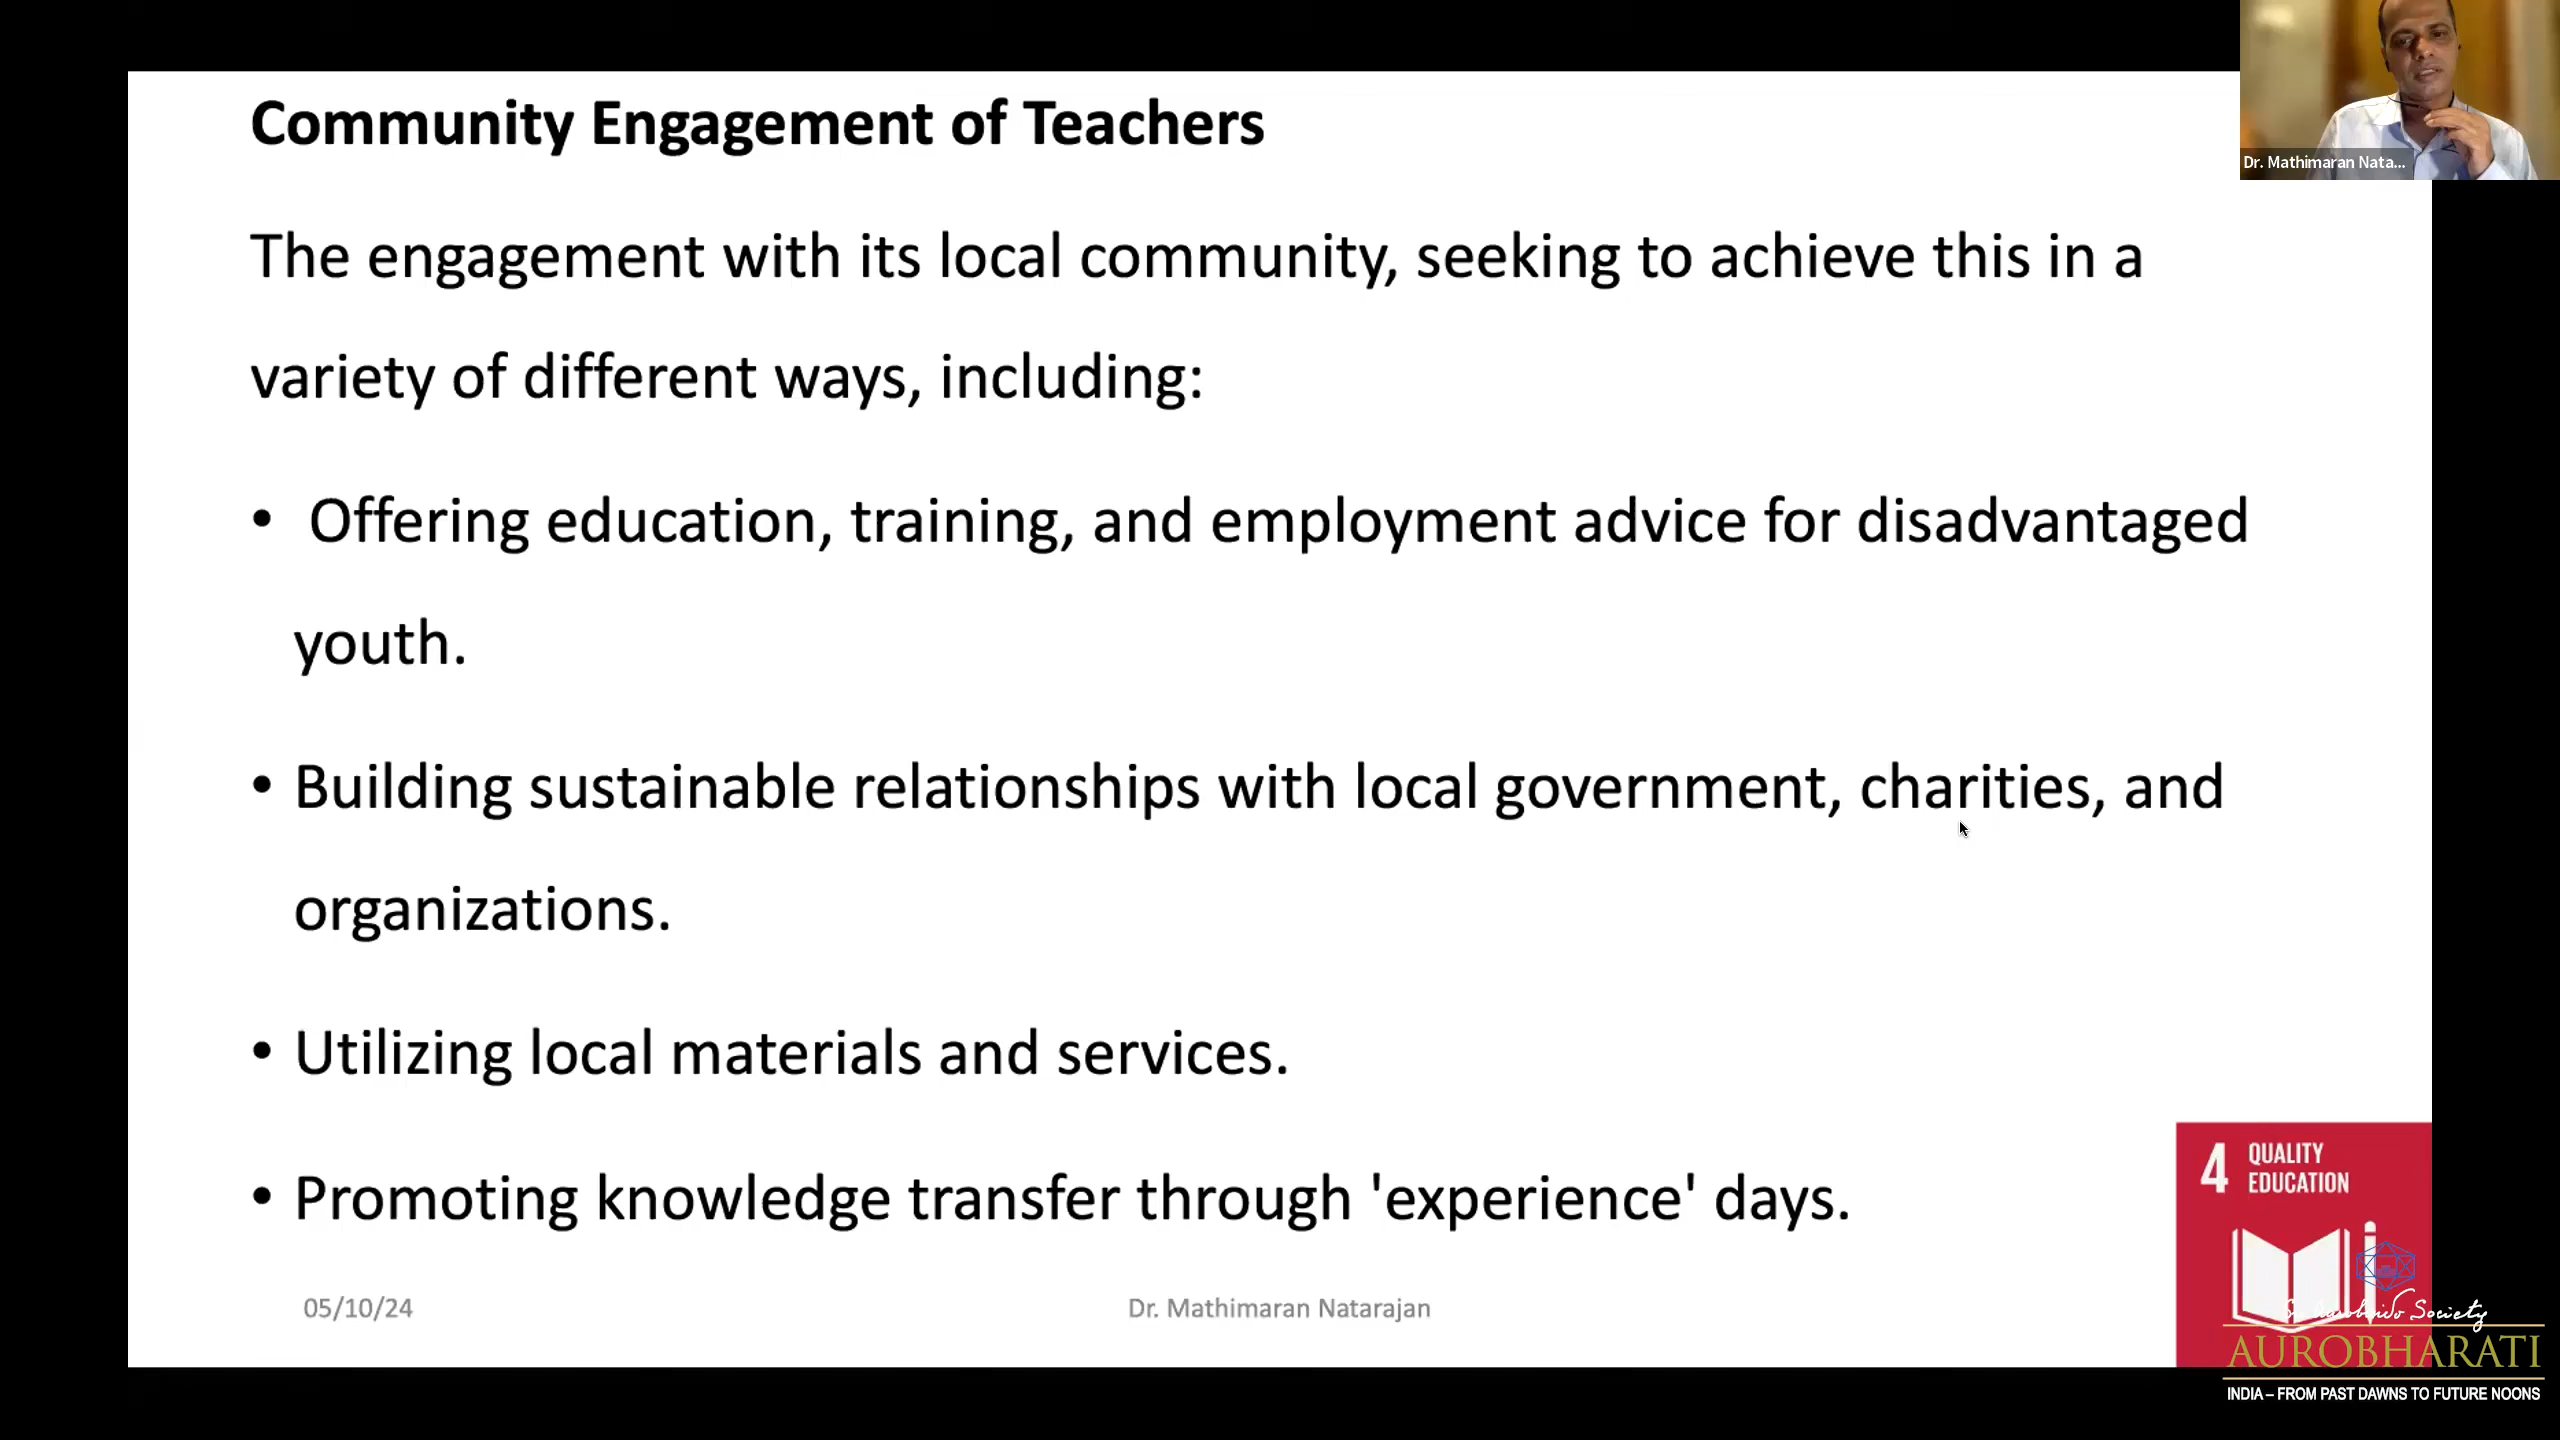 Community Engagement of Teachers
Dr. Mathimaran Nata...
The engagement with its local community, seeking to achieve this in a
variety of different ways, including:
• Offering education, training, and employment advice for disadvantaged
youth.
• Building sustainable relationships with local government, charities, and
organizations.
• Utilizing local materials and services.
• Promoting knowledge transfer through 'experience' days.
4 QUALITY
EDUCATION
05/10/24
Dr. Mathimaran Natarajan
Society
AUROBHARATI
INDIA – FROM PAST DAWNS TO FUTURE NOONS